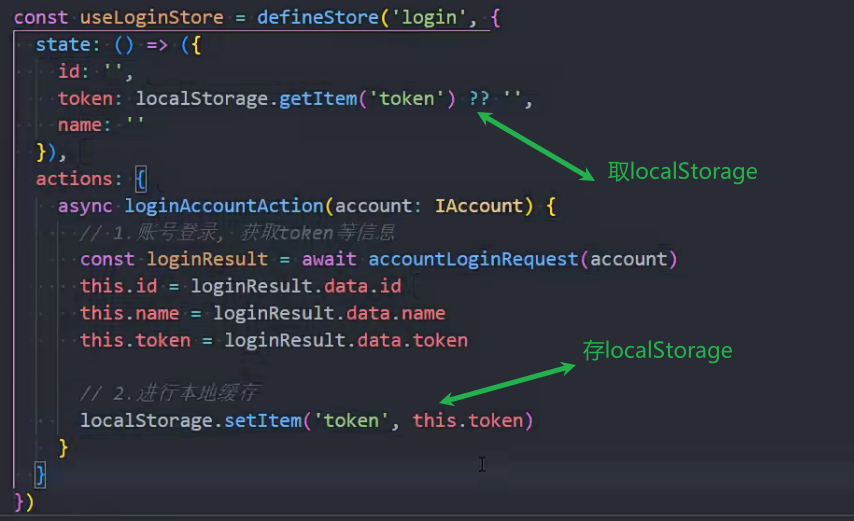 const useLoginStore = defineStore('login', {
state: () => ({
id: '',
token: localStorage.getItem('token') ?? '',
name: ''
}),
取localStorage
actions: {
async loginAccountAction(account: IAccount) {
// 1.账号登录, 获取token等信息
const loginResult = await accountLoginRequest(account)
this.id = loginResult.data.id
this.name = loginResult.data.name
this.token = loginResult.data.token
存localStorage
// 2.进行本地缓存
localStorage.setItem('token', this.token)
}
}
})